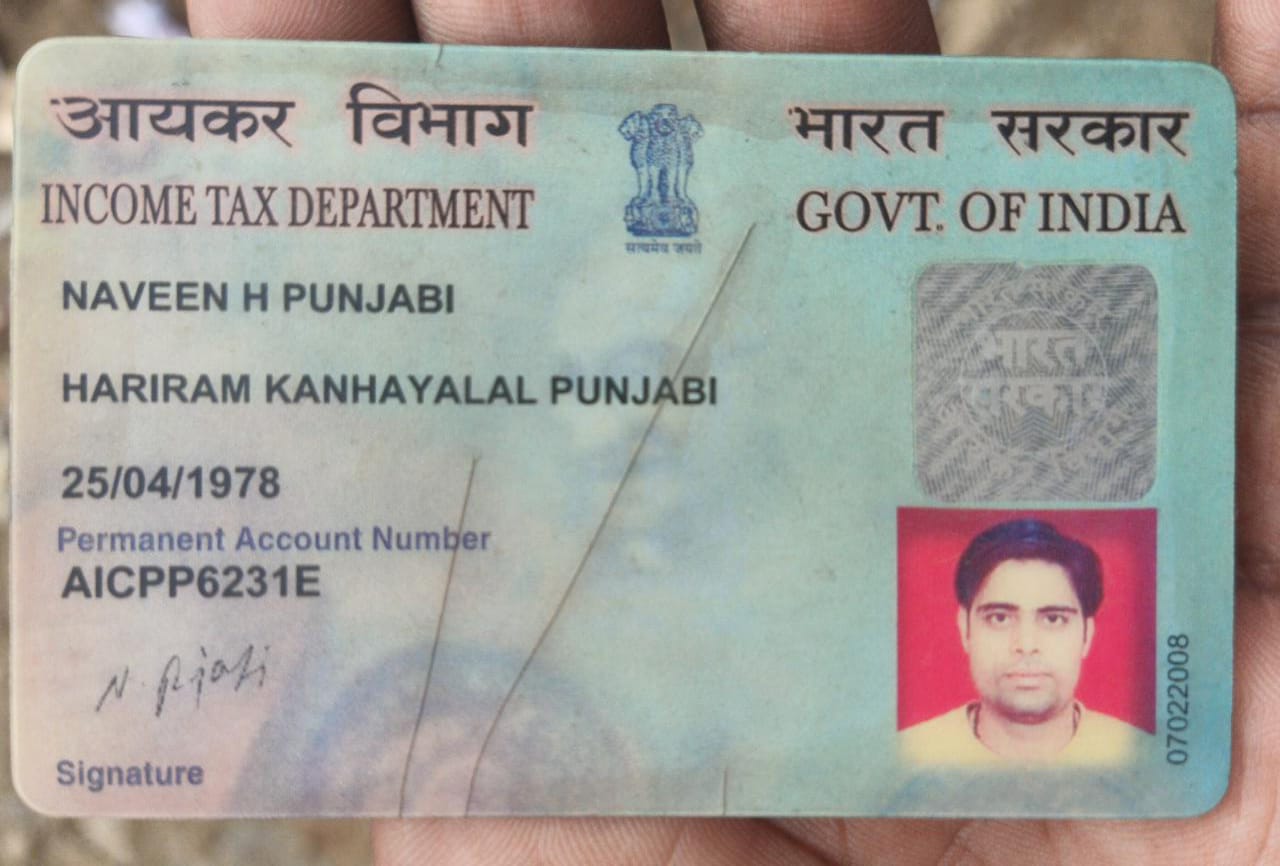 आयकर विभाग
INCOME TAX DEPARTMENT
भारत सरकार
GOVT. OF INDIA
सत्यमेव जयते
NAVEEN H PUNJABI
HARIRAM KANHAYALAL PUNJABI
25/04/1978
Permanent Account Number
AICPP6231E
Signature
भारत
सरकार
07022008